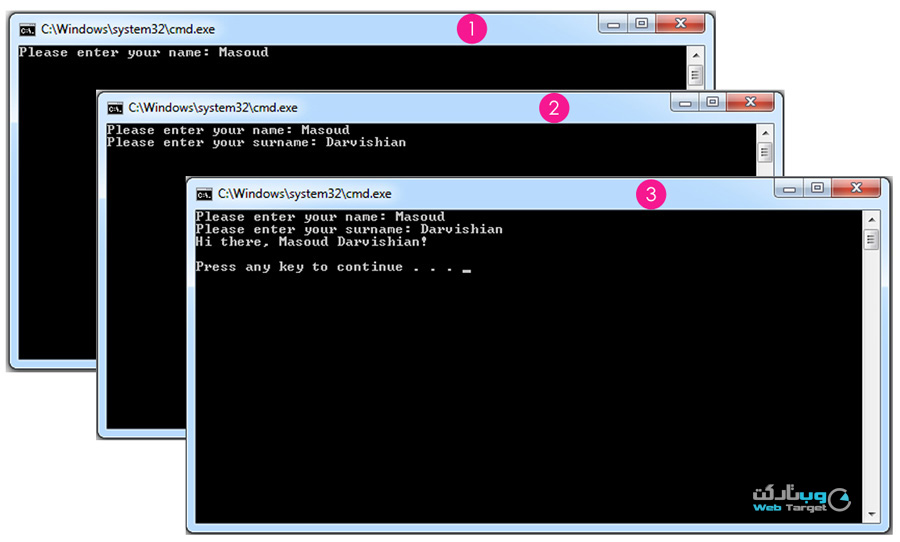 C:\Windows\system32\cmd.exe
1
Please enter your name: Masoud
C:\Windows\system32\cmd.exe
2
Please enter your name: Masoud
Please enter your surname: Darvishian
C:\Windows\system32\cmd.exe
3
Please enter your name: Masoud
Please enter your surname: Darvishian
Hi there, Masoud Darvishian!
Press any key to continue . . . _
وب تارگت
Web Target